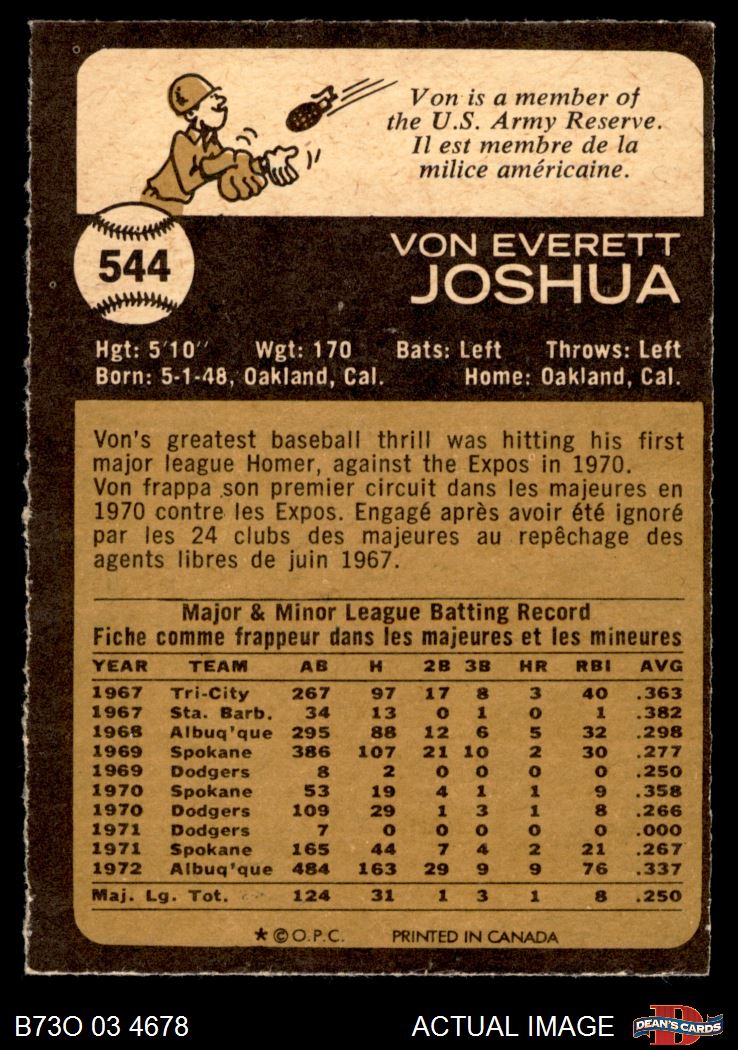 Von is a member of
the U.S. Army Reserve.
Il est membre de la
milice américaine.
544
VON EVERETT
JOSHUA
Hgt: 5'10" Wgt: 170 Bats: Left Throws: Left
Born: 5-1-48, Oakland, Cal. Home: Oakland, Cal.
Von's greatest baseball thrill was hitting his first
major league Homer, against the Expos in 1970.
Von frappa son premier circuit dans les majeures en
1970 contre les Expos. Engagé après avoir été ignoré
par les 24 clubs des majeures au repêchage des
agents libres de juin 1967.
Major & Minor League Batting Record
Fiche comme frappeur dans les majeures et les mineures
YEAR TEAM AB H 2B 3B HR RBI AVG
1967 Tri-City 267 97 17 8 3 40 .363
1967 Sta. Barb. 34 13 0 1 0 1 .382
1968 Albuq'que 295 88 12 6 5 32 .298
1969 Spokane 386 107 21 10 2 30 .277
1969 Dodgers 8 2 0 0 0 0 .250
1970 Spokane 53 19 4 1 1 9 .358
1970 Dodgers 109 29 1 3 1 8 .266
1971 Dodgers 7 0 0 0 0 0 .000
1971 Spokane 165 44 7 4 2 21 .267
1972 Albuq'que 484 163 29 9 9 76 .337
Maj. Lg. Tot. 124 31 1 3 1 8 .250
* © O.P.C. PRINTED IN CANADA
B73O 03 4678 ACTUAL IMAGE DEAN'S CARDS